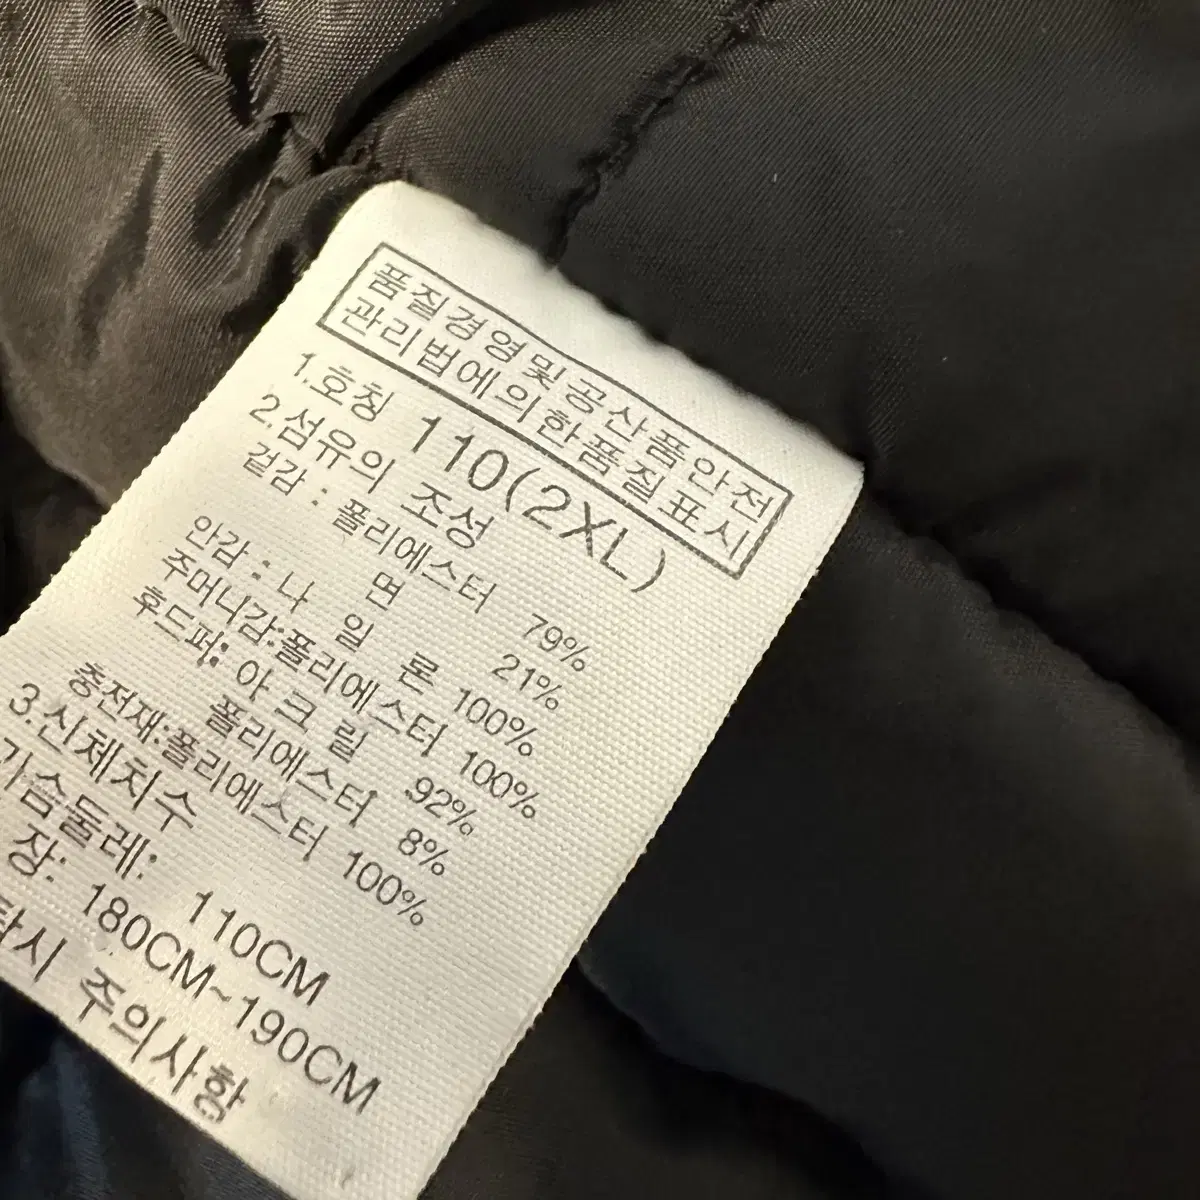 품질경영및공산품안전
관리법에의한품질표시
1.호칭 110(2XL)
2.섬유의 조성
겉감 : 폴리에스터 79%
면 21%
안감 : 나 일 론 100%
주머니감:폴리에스터 100%
후드퍼: 아 크 릴 92%
폴리에스터 8%
충전재:폴리에스터 100%
3.신체치수
가슴둘레: 110CM
장: 180CM~190CM
탁시 주의사항